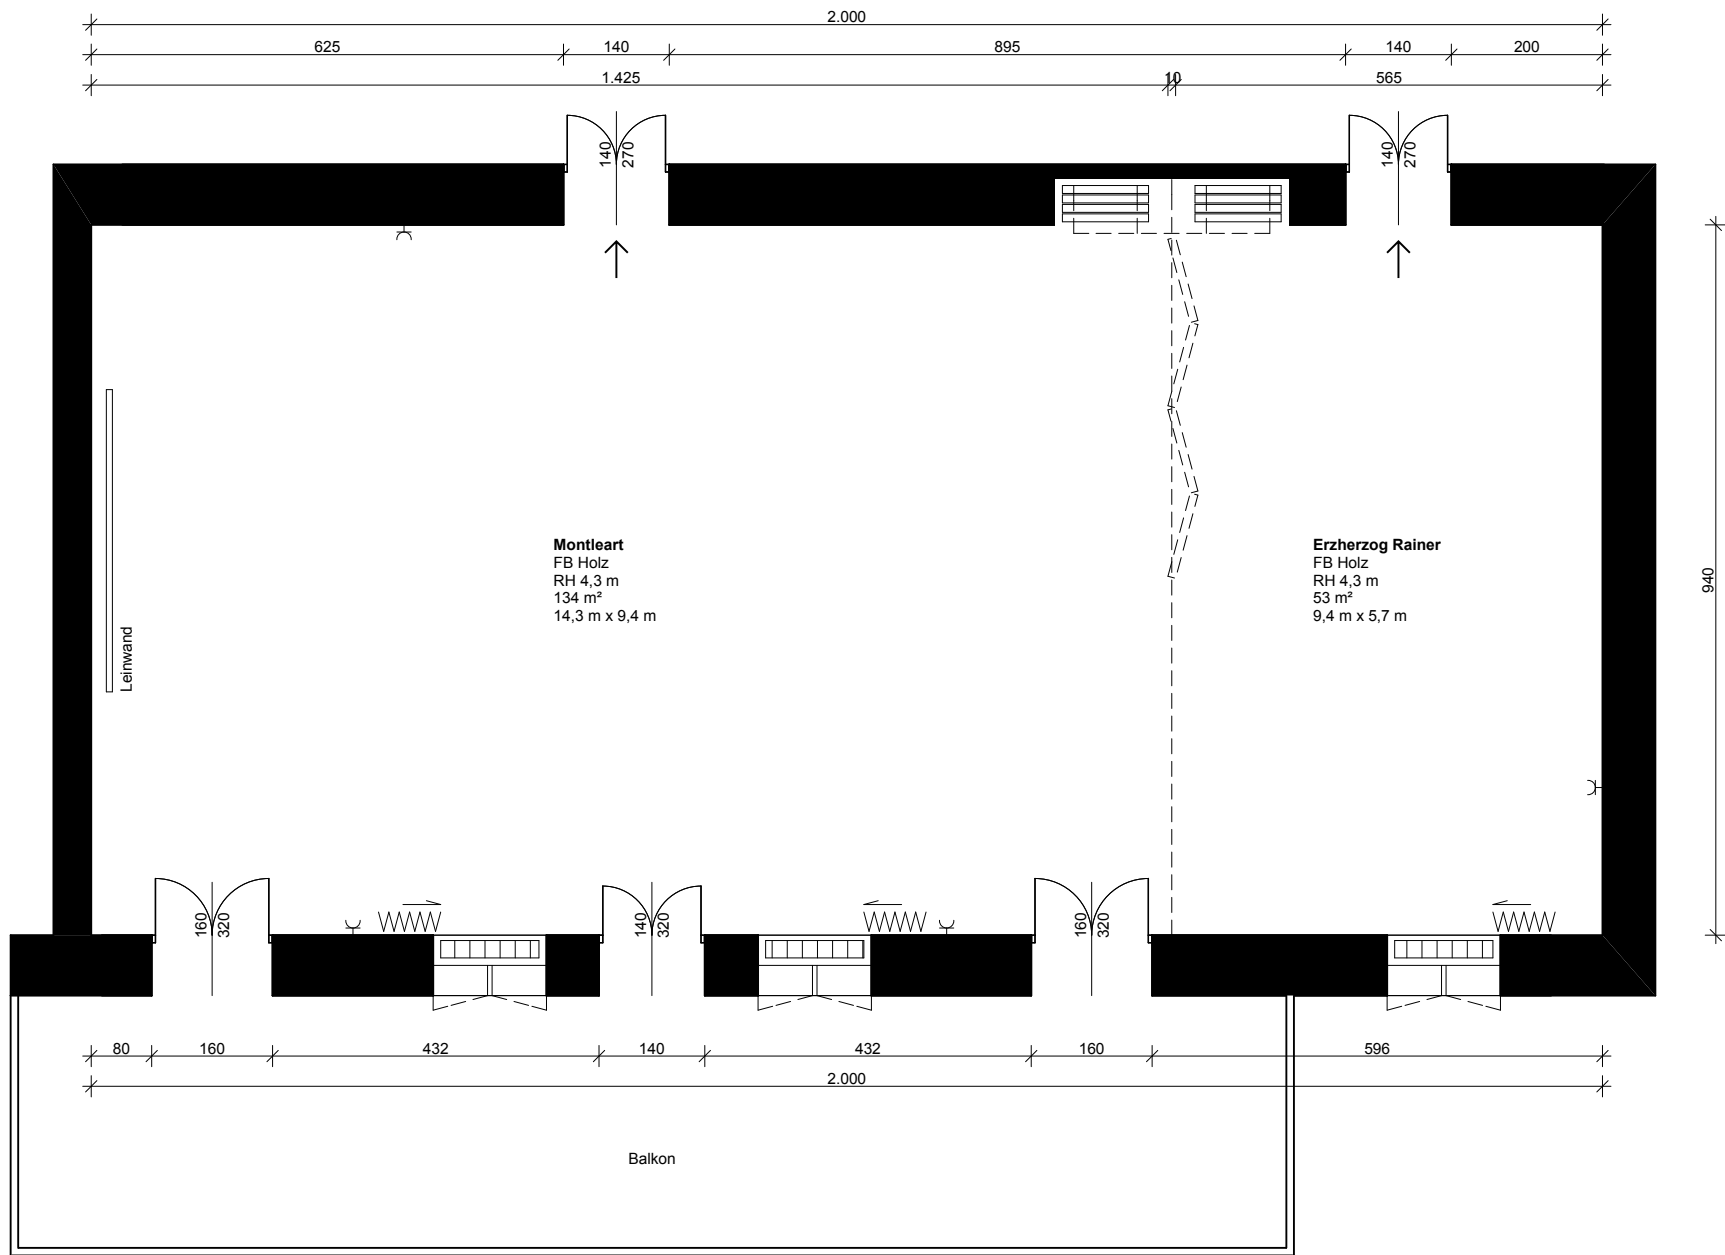 2.000
625
140
895
140
200
1.425
10
565
140
270
140
270
Montleart
FB Holz
RH 4,3 m
134 m²
14,3 m x 9,4 m
Erzherzog Rainer
FB Holz
RH 4,3 m
53 m²
9,4 m x 5,7 m
940
Leinwand
160
320
140
320
160
320
80
160
432
140
432
160
596
2.000
Balkon